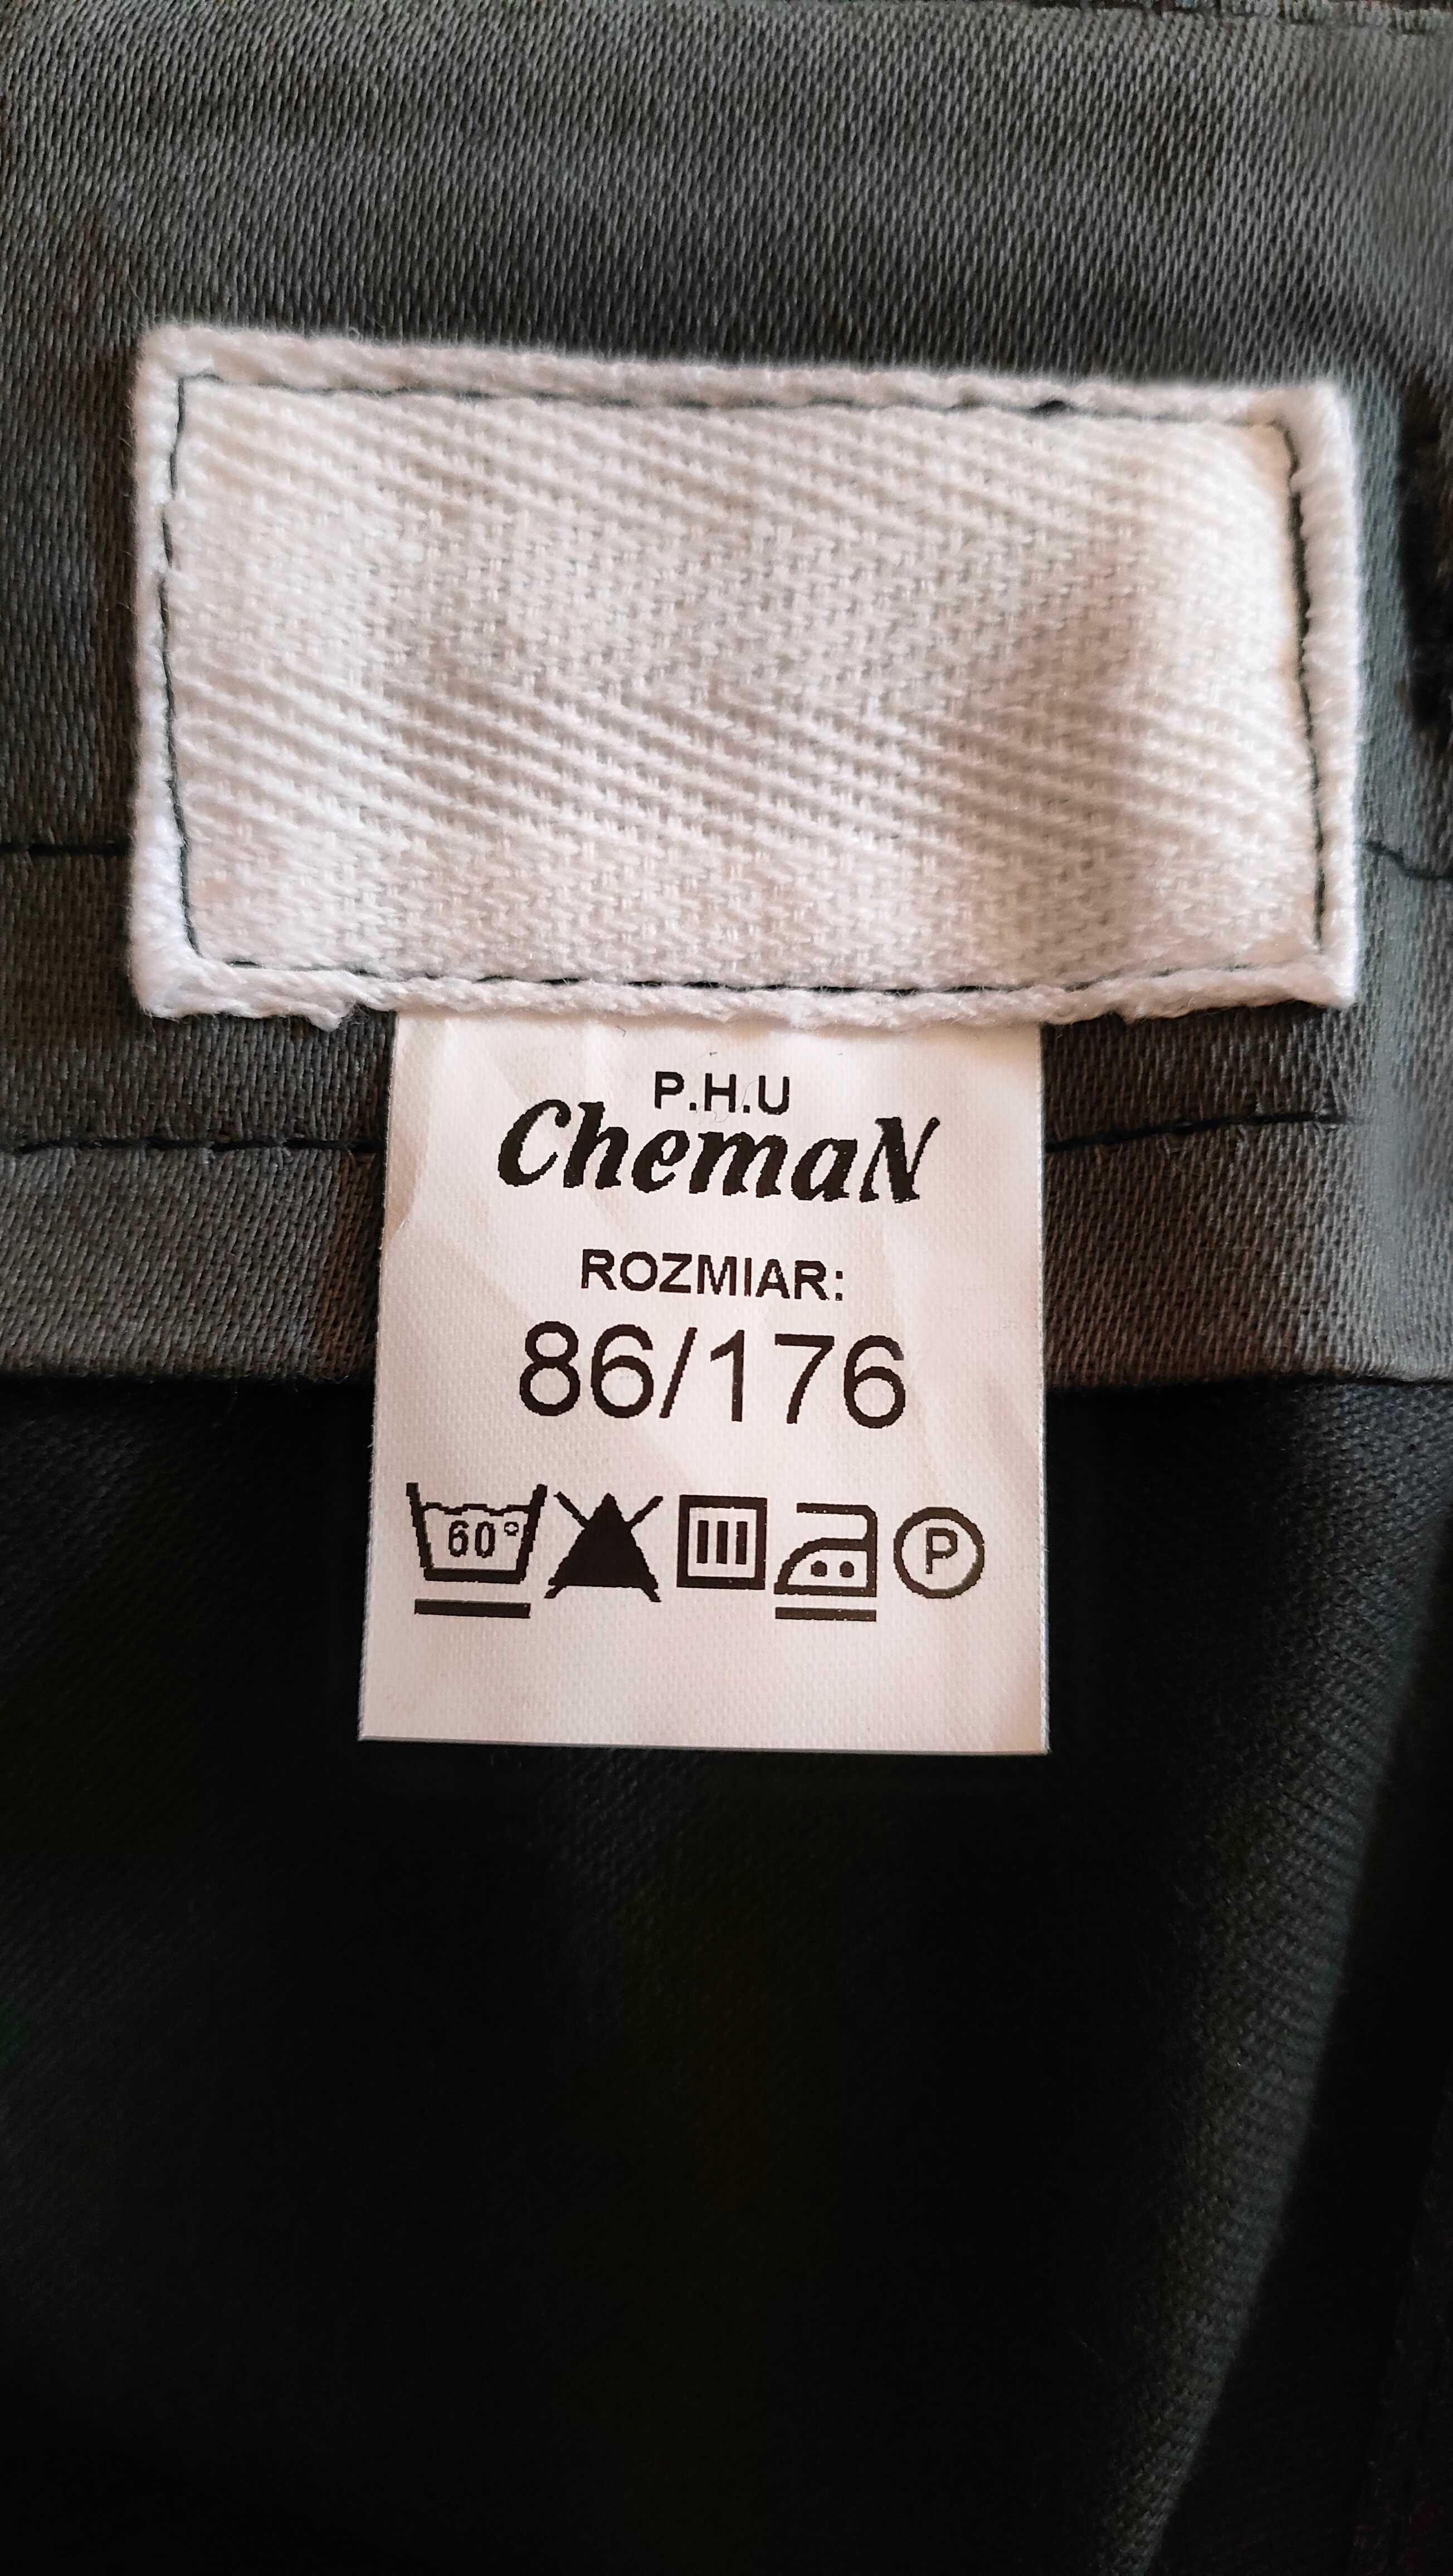 P.H.U
ChemaN
ROZMIAR:
86/176
60°
P